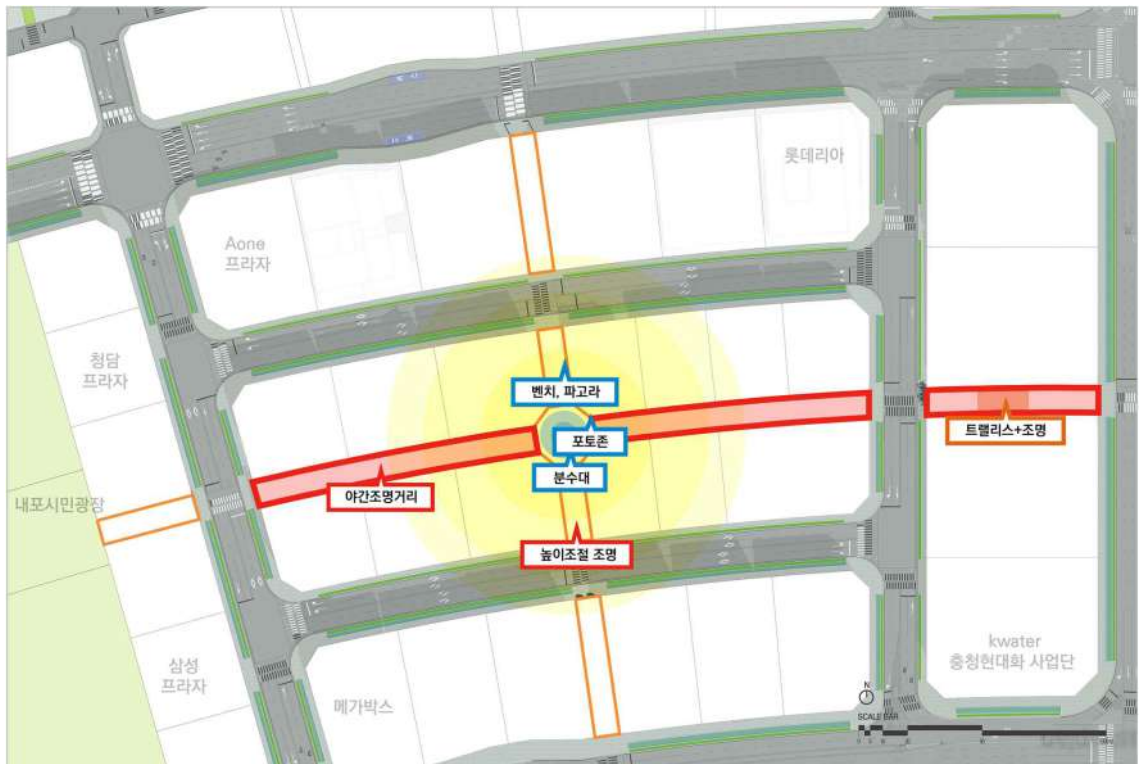 롯데리아
Aone
프라자
청담
프라자
벤치, 파고라
포토존
트랠리스+조명
분수대
야간조명거리
내포시민광장
높이조절 조명
kwater
충청현대화 사업단
삼성
프라자
메가박스
N
SCALE BAR